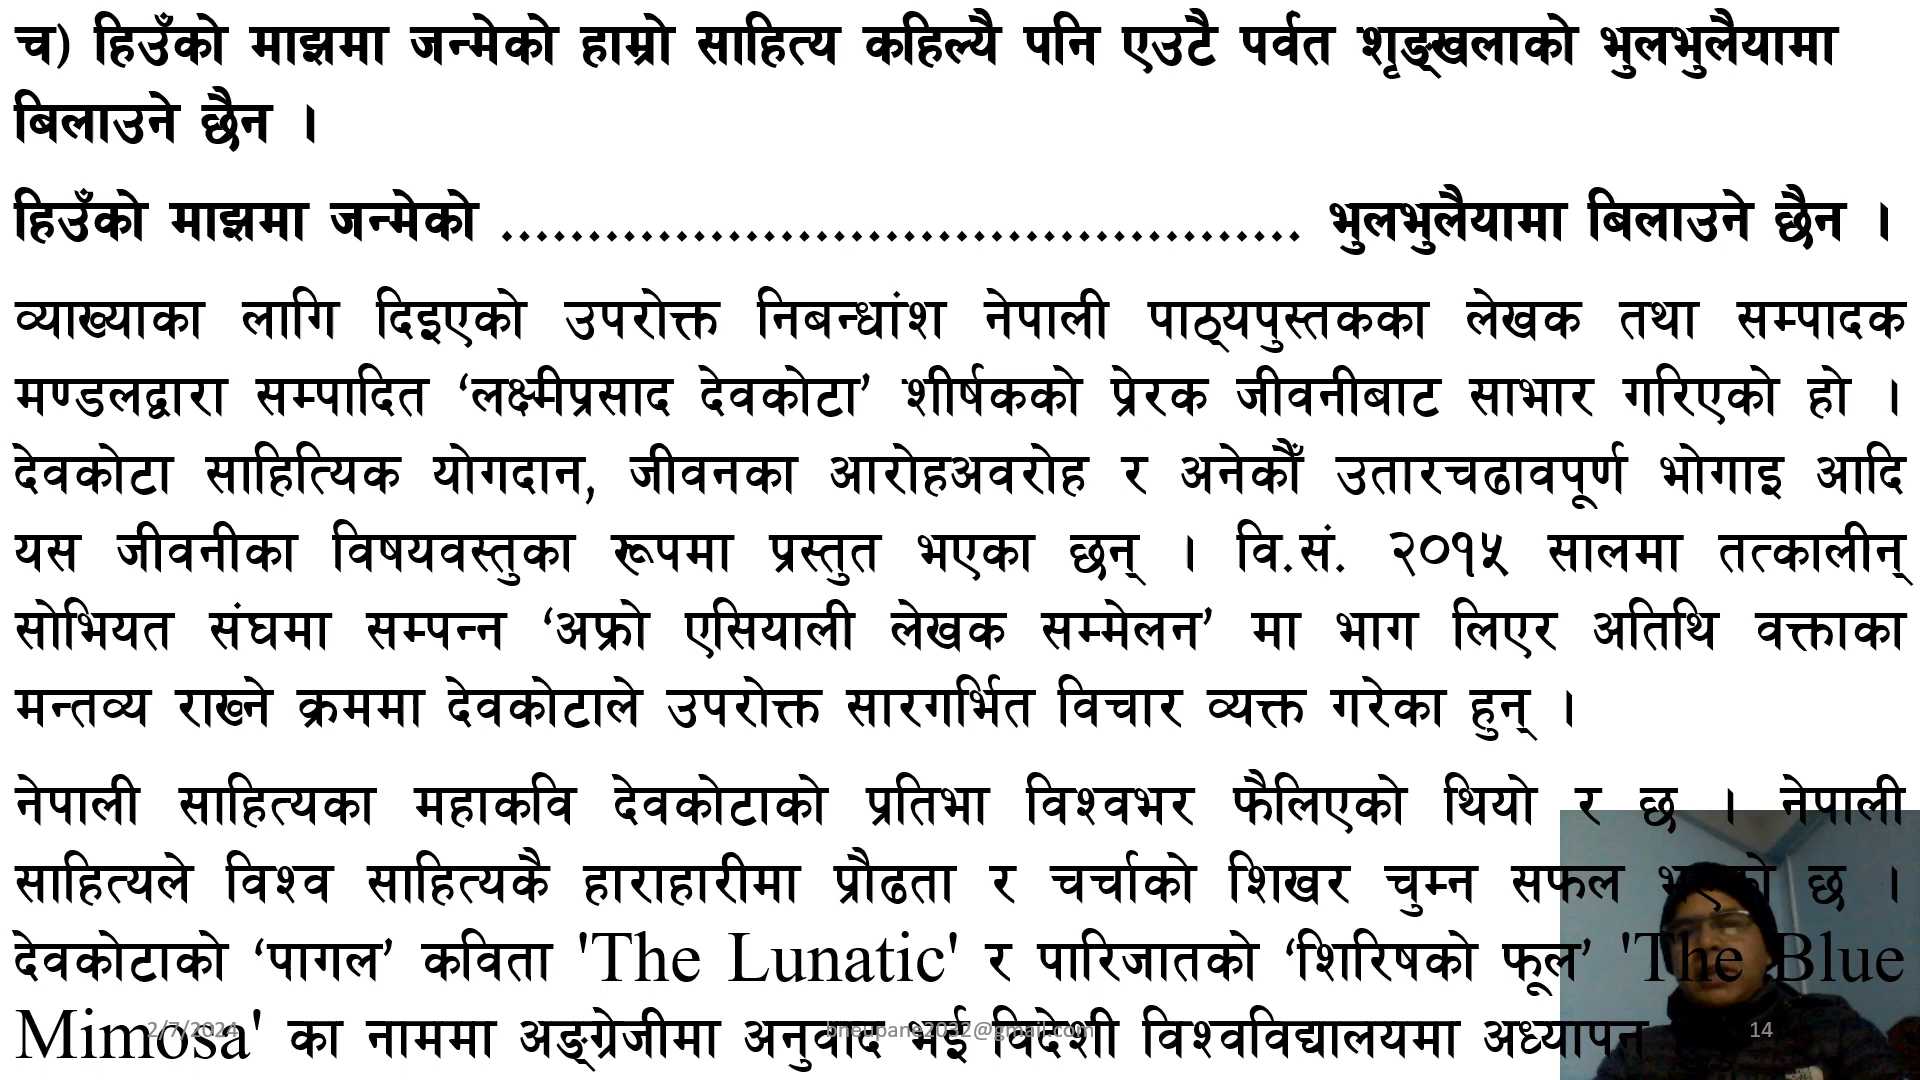 च) हिउँको माझमा जन्मेको हाम्रो साहित्य कहिल्यै पनि एउटै पर्वत शृङ्खलाको भुलभुलैयामा
बिलाउने छैन ।
हिउँको माझमा जन्मेको .............................................. भुलभुलैयामा बिलाउने छैन ।
व्याख्याका लागि दिइएको उपरोक्त निबन्धांश नेपाली पाठ्यपुस्तकका लेखक तथा सम्पादक
मण्डलद्वारा सम्पादित ‘लक्ष्मीप्रसाद देवकोटा’ शीर्षकको प्रेरक जीवनीबाट साभार गरिएको हो ।
देवकोटा साहित्यिक योगदान, जीवनका आरोहअवरोह र अनेकौँ उतारचढावपूर्ण भोगाइ आदि
यस जीवनीका विषयवस्तुका रूपमा प्रस्तुत भएका छन् । वि.सं. २०१५ सालमा तत्कालीन्
सोभियत संघमा सम्पन्न ‘अफ्रो एसियाली लेखक सम्मेलन’ मा भाग लिएर अतिथि वक्ताका
मन्तव्य राख्ने क्रममा देवकोटाले उपरोक्त सारगर्भित विचार व्यक्त गरेका हुन् ।
नेपाली साहित्यका महाकवि देवकोटाको प्रतिभा विश्वभर फैलिएको थियो र छ । नेपाली
साहित्यले विश्व साहित्यकै हाराहारीमा प्रौढता र चर्चाको शिखर चुम्न सफल भएको छ ।
देवकोटाको ‘पागल’ कविता 'The Lunatic' र पारिजातको ‘शिरिषको फूल’ 'The Blue
Mimosa' का नाममा अङ्ग्रेजीमा अनुवाद भई विदेशी विश्वविद्यालयमा अध्यापन
2/7/2024 bneupane2032@gmail.com 14